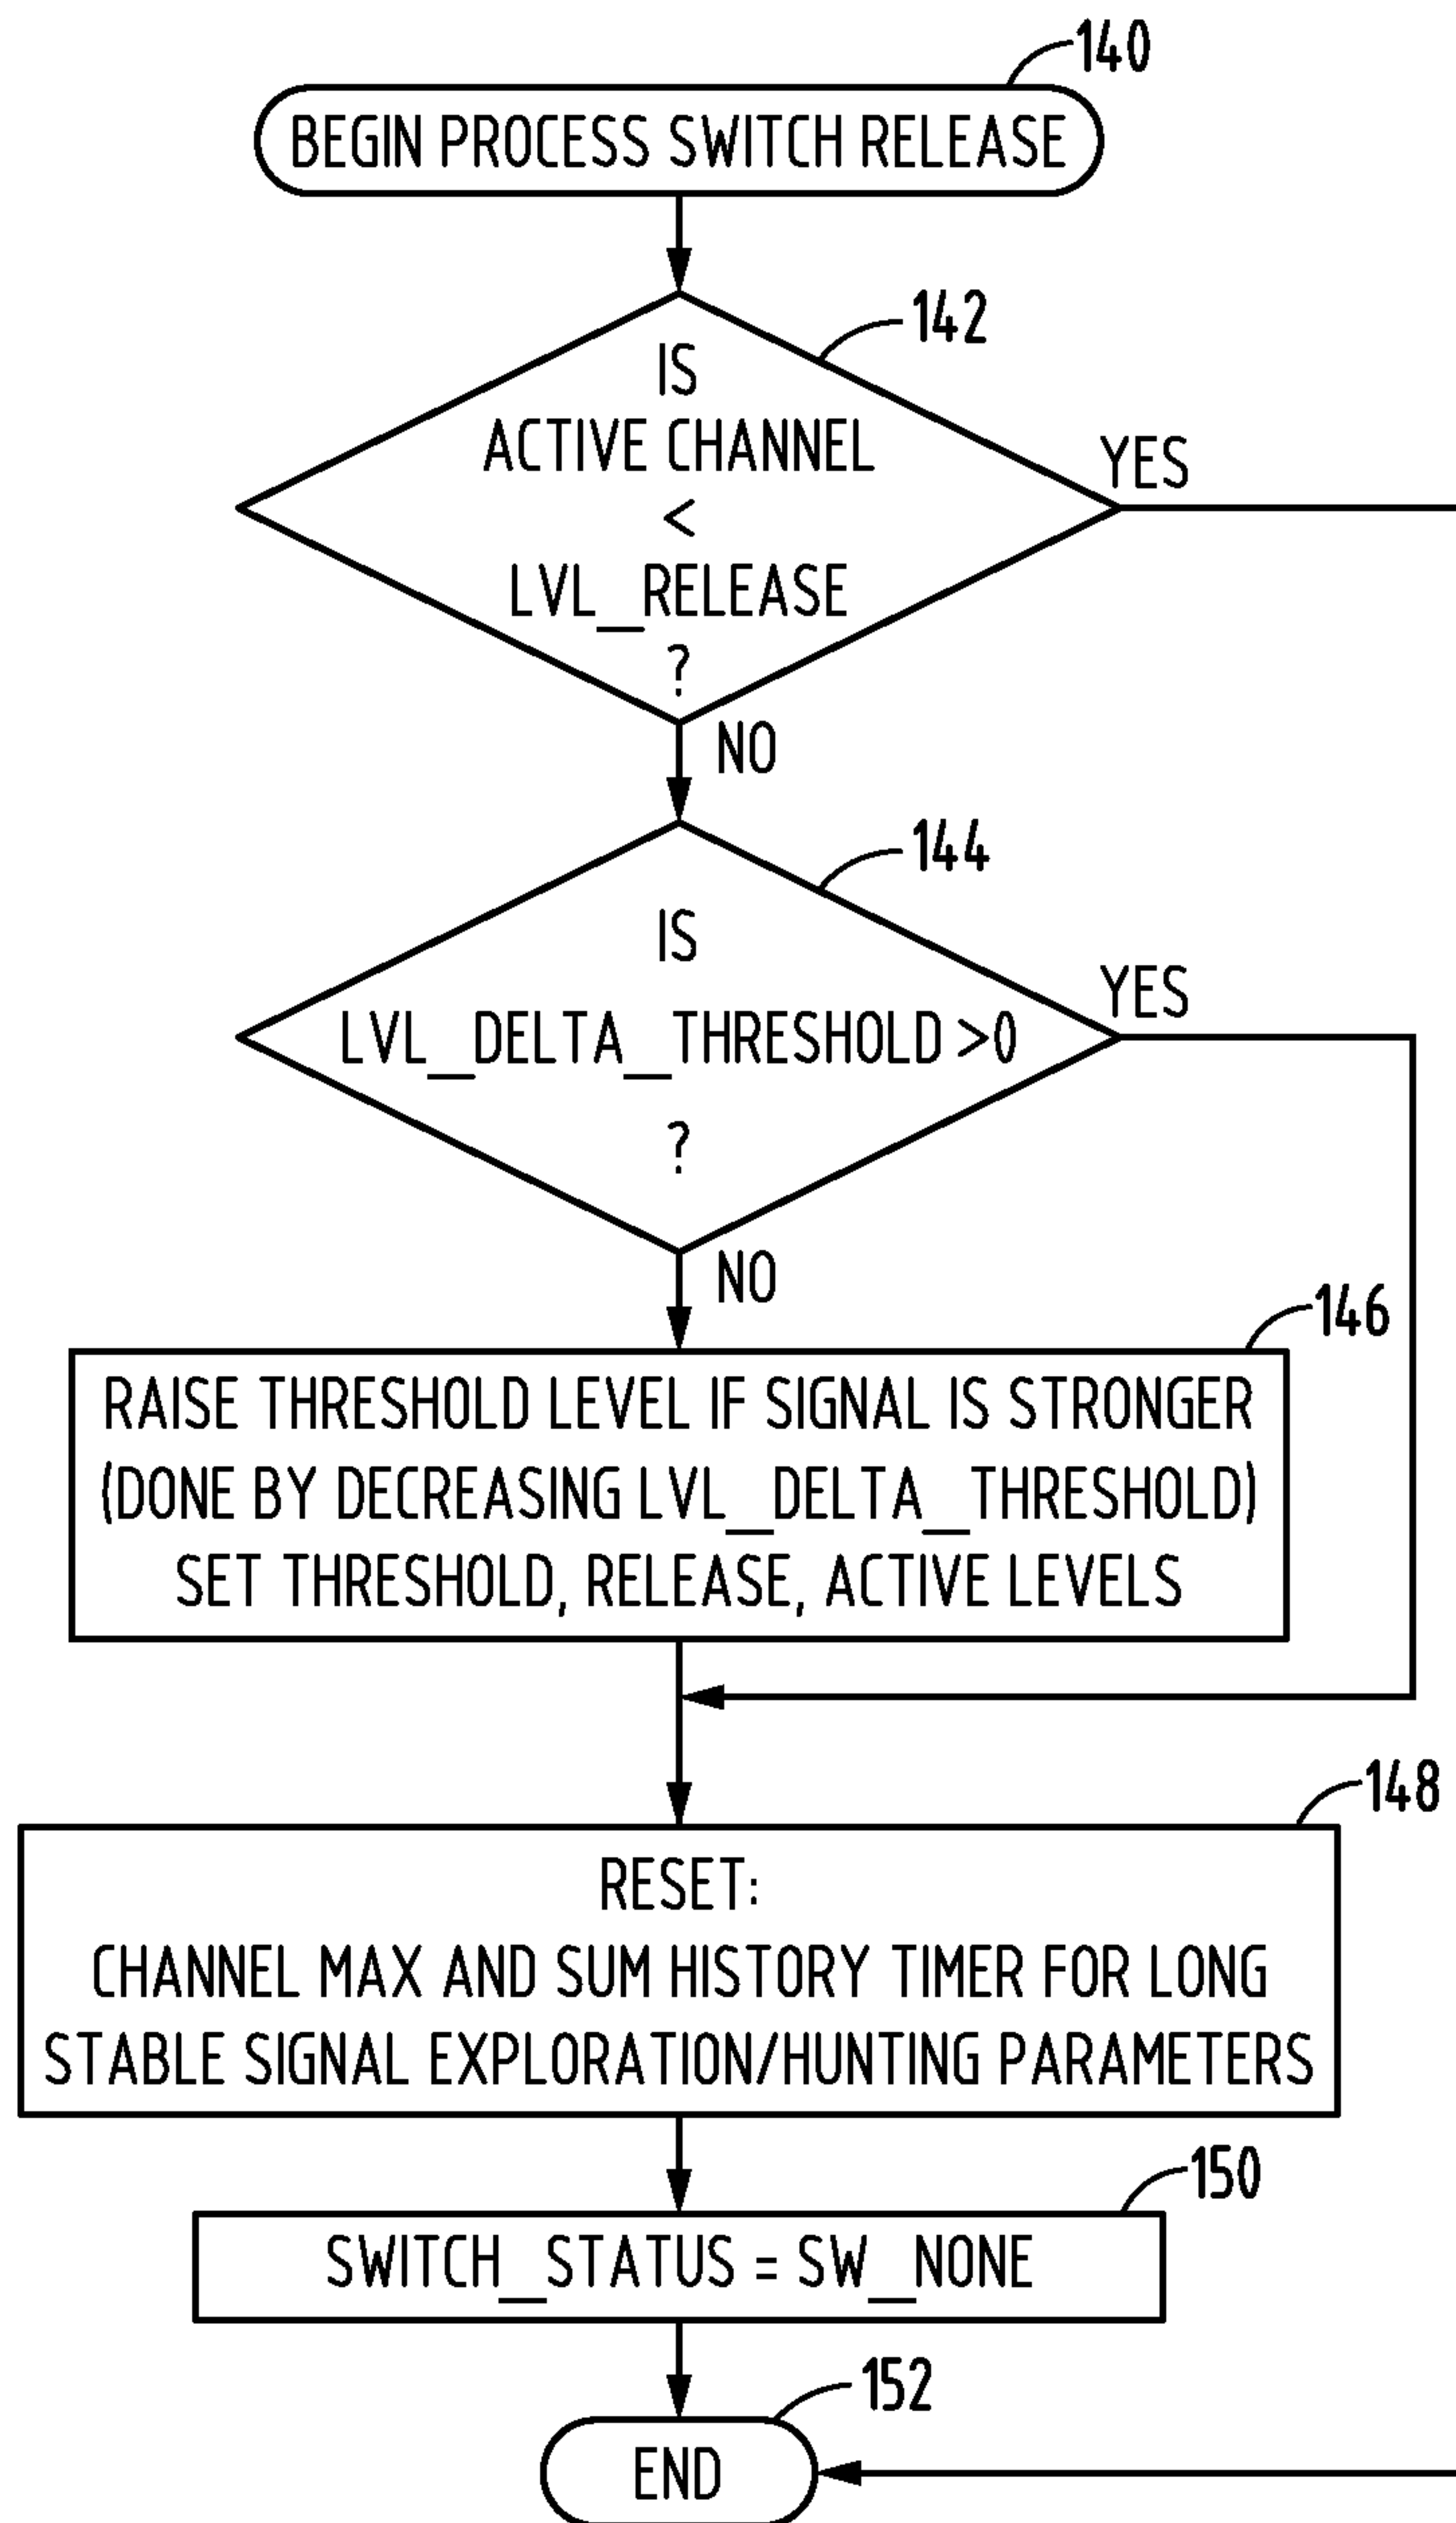 140
BEGIN PROCESS SWITCH RELEASE
142
IS
ACTIVE CHANNEL
<
LVL_RELEASE
?
YES
NO
144
IS
LVL_DELTA_THRESHOLD >0
?
YES
NO
146
RAISE THRESHOLD LEVEL IF SIGNAL IS STRONGER
(DONE BY DECREASING LVL_DELTA_THRESHOLD)
SET THRESHOLD, RELEASE, ACTIVE LEVELS
148
RESET:
CHANNEL MAX AND SUM HISTORY TIMER FOR LONG
STABLE SIGNAL EXPLORATION/HUNTING PARAMETERS
150
SWITCH_STATUS = SW_NONE
152
END